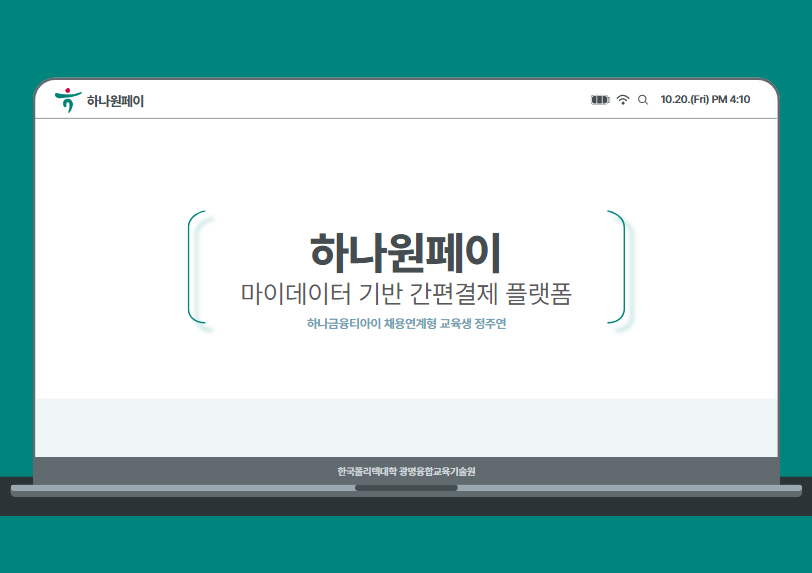 하나원페이
10.20.(Fri) PM 4:10
하나원페이
마이데이터 기반 간편결제 플랫폼
하나금융티아이 채용연계형 교육생 정주연
한국폴리텍대학 광명융합교육기술원